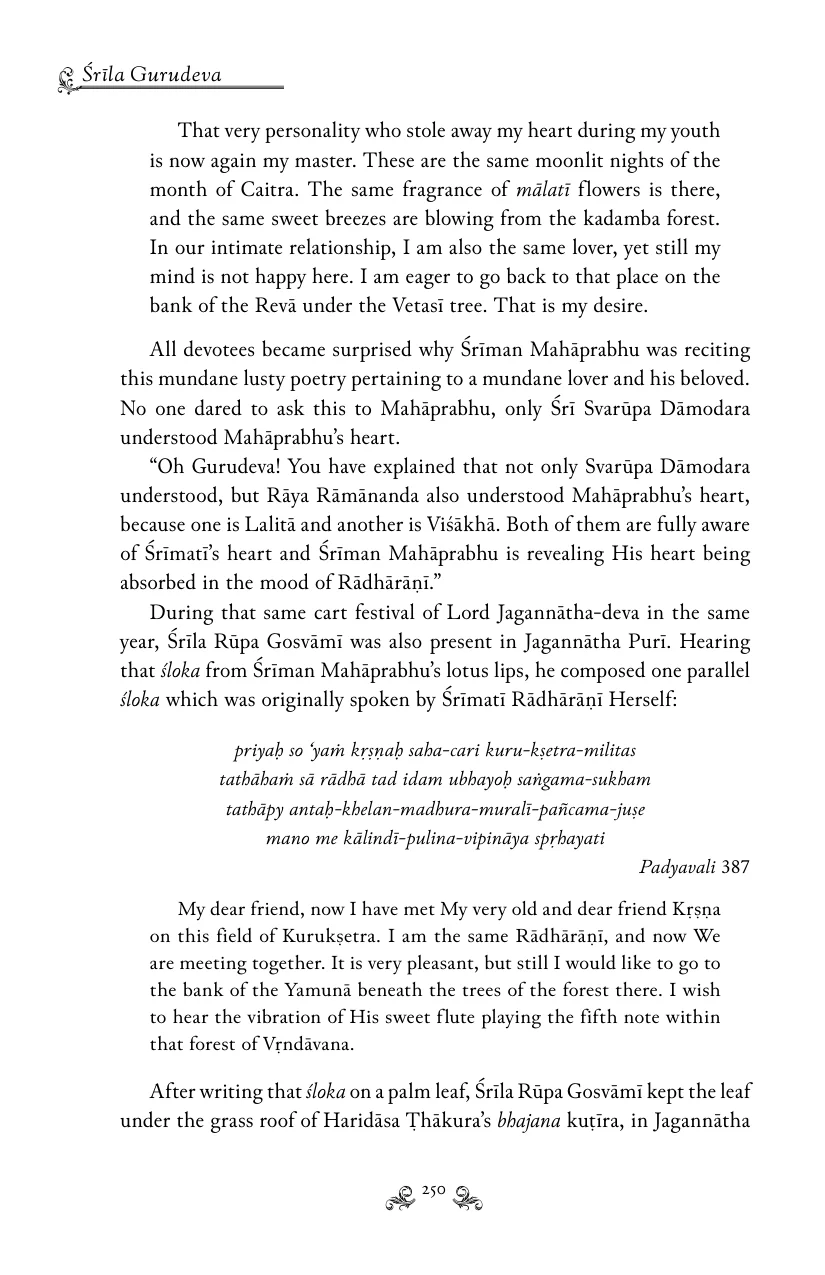 Śrīla Gurudeva
That very personality who stole away my heart during my youth
is now again my master. These are the same moonlit nights of the
month of Caitra. The same fragrance of mālatī flowers is there,
and the same sweet breezes are blowing from the kadamba forest.
In our intimate relationship, I am also the same lover, yet still my
mind is not happy here. I am eager to go back to that place on the
bank of the Revā under the Vetasī tree. That is my desire.
All devotees became surprised why Śrīman Mahāprabhu was reciting
this mundane lusty poetry pertaining to a mundane lover and his beloved.
No one dared to ask this to Mahāprabhu, only Śrī Svarūpa Dāmodara
understood Mahāprabhu’s heart.
“Oh Gurudeva! You have explained that not only Svarūpa Dāmodara
understood, but Rāya Rāmānanda also understood Mahāprabhu’s heart,
because one is Lalitā and another is Viśākhā. Both of them are fully aware
of Śrīmatī’s heart and Śrīman Mahāprabhu is revealing His heart being
absorbed in the mood of Rādhārāṇī.”
During that same cart festival of Lord Jagannātha-deva in the same
year, Śrīla Rūpa Gosvāmī was also present in Jagannātha Purī. Hearing
that śloka from Śrīman Mahāprabhu’s lotus lips, he composed one parallel
śloka which was originally spoken by Śrīmatī Rādhārāṇī Herself:
priyaḥ so ‘yaṁ kṛṣṇaḥ saha-cari kuru-kṣetra-militas
tathāhaṁ sā rādhā tad idam ubhayoḥ saṅgama-sukham
tathāpy antaḥ-khelan-madhura-muralī-pañcama-juṣe
mano me kālindī-pulina-vipināya spṛhayati
Padyavali 387
My dear friend, now I have met My very old and dear friend Kṛṣṇa
on this field of Kurukṣetra. I am the same Rādhārāṇī, and now We
are meeting together. It is very pleasant, but still I would like to go to
the bank of the Yamunā beneath the trees of the forest there. I wish
to hear the vibration of His sweet flute playing the fifth note within
that forest of Vṛndāvana.
After writing that śloka on a palm leaf, Śrīla Rūpa Gosvāmī kept the leaf
under the grass roof of Haridāsa Ṭhākura’s bhajana kuṭīra, in Jagannātha
250